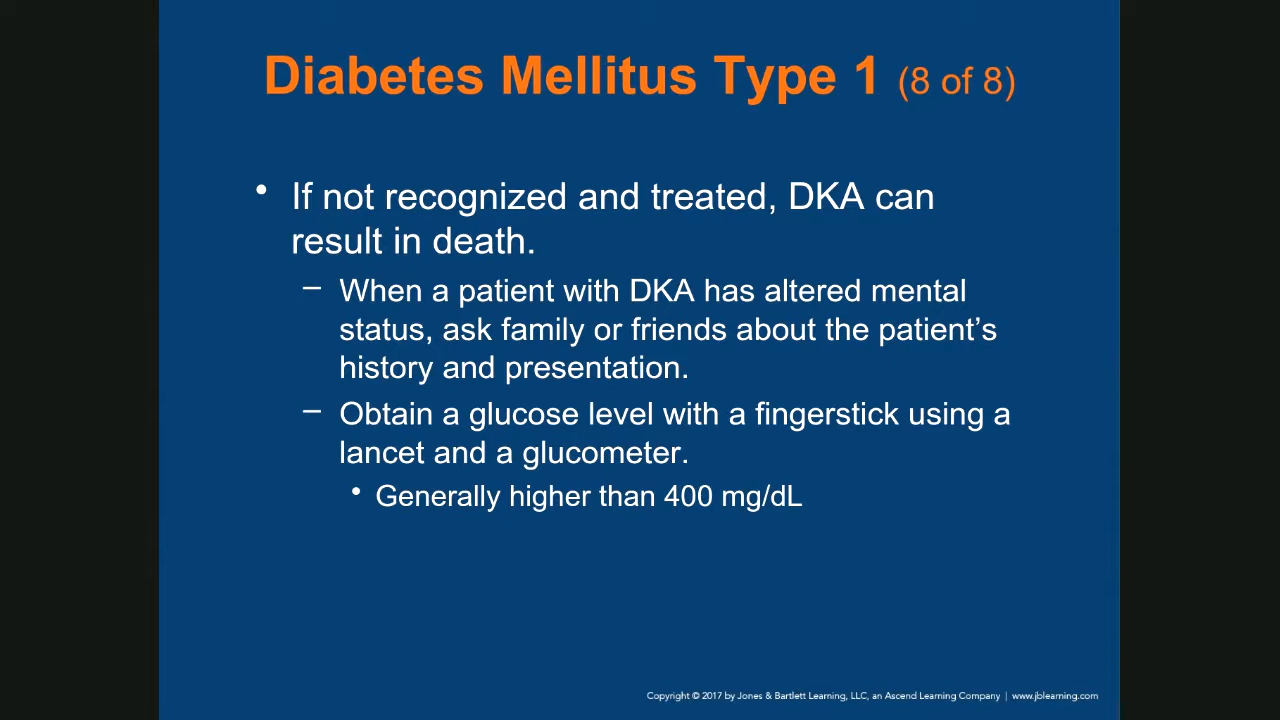 Diabetes Mellitus Type 1 (8 of 8)
• If not recognized and treated, DKA can
result in death.
– When a patient with DKA has altered mental
status, ask family or friends about the patient’s
history and presentation.
– Obtain a glucose level with a fingerstick using a
lancet and a glucometer.
• Generally higher than 400 mg/dL
Copyright © 2017 by Jones & Bartlett Learning, LLC, an Ascend Learning Company | www.jblearning.com